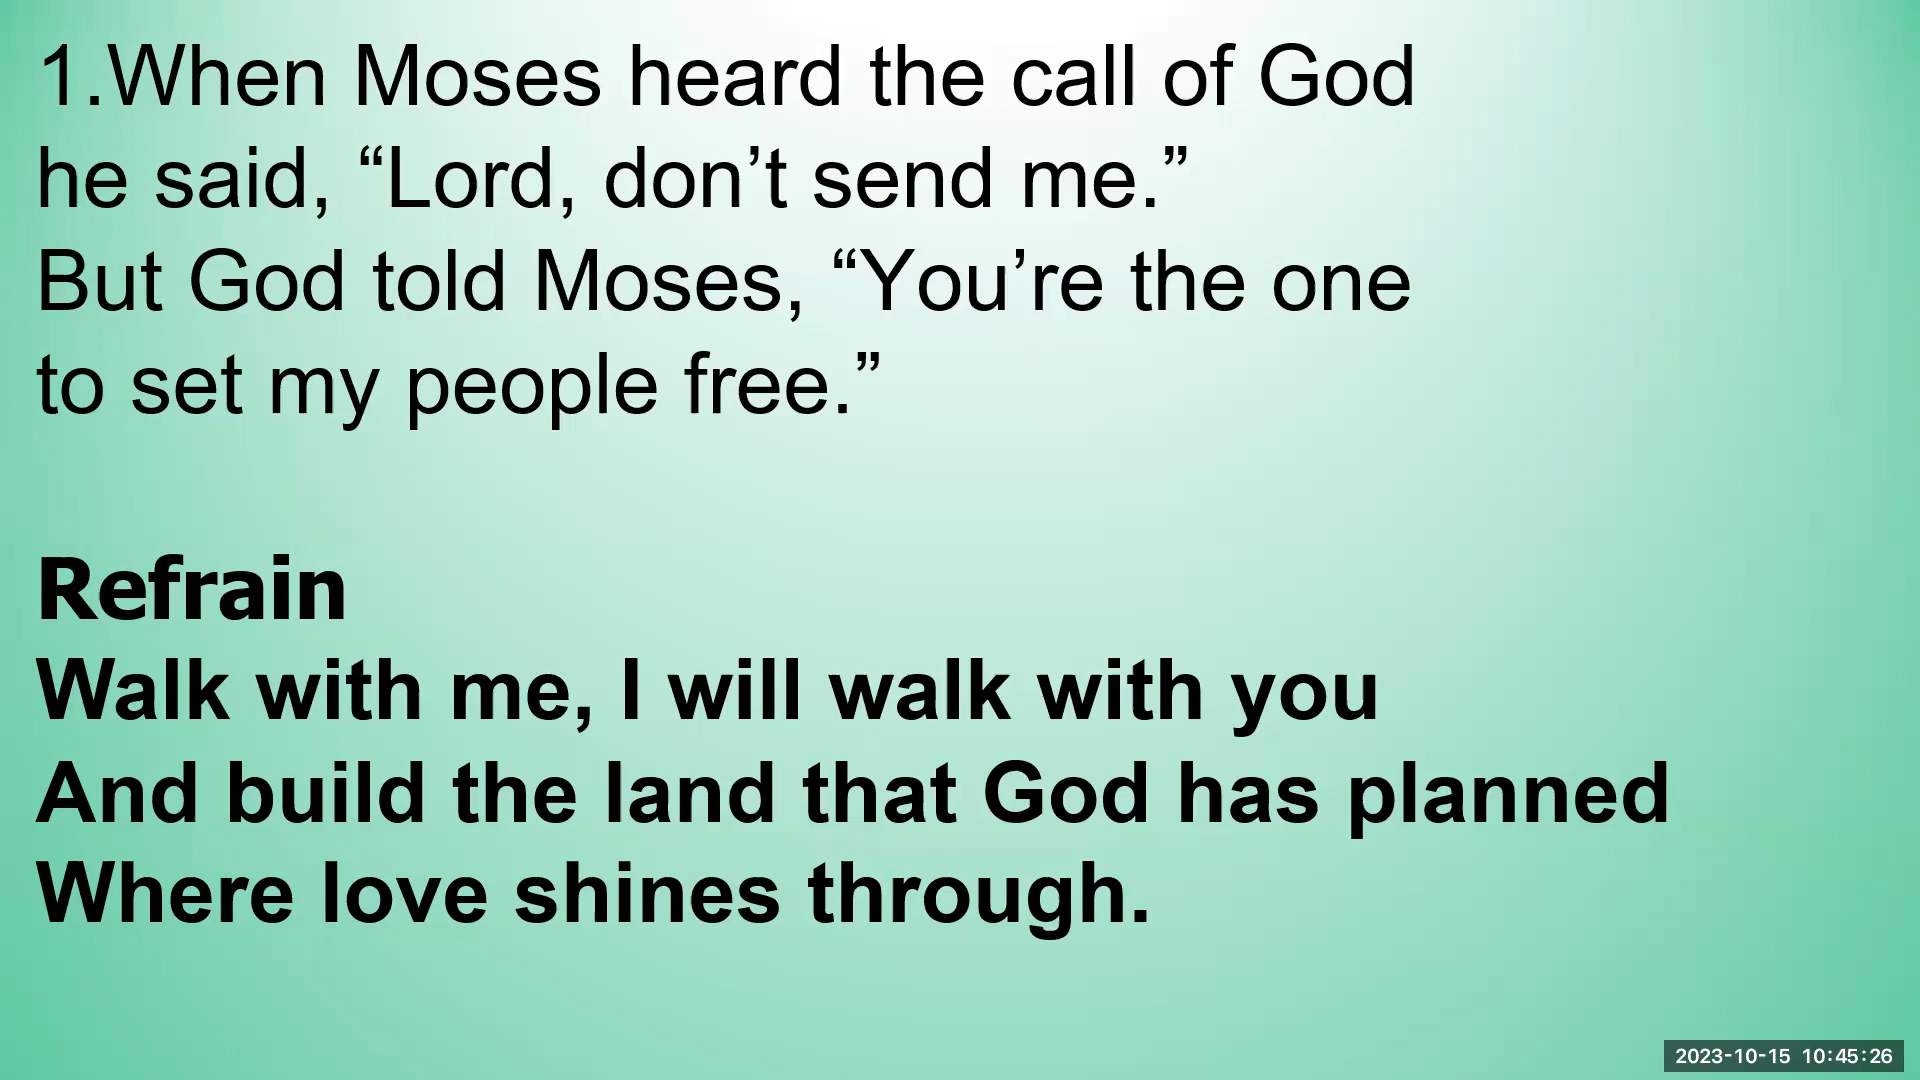 1.When Moses heard the call of God
he said, “Lord, don’t send me.”
But God told Moses, “You’re the one
to set my people free.”
Refrain
Walk with me, I will walk with you
And build the land that God has planned
Where love shines through.
2023-10-15 10:45:26